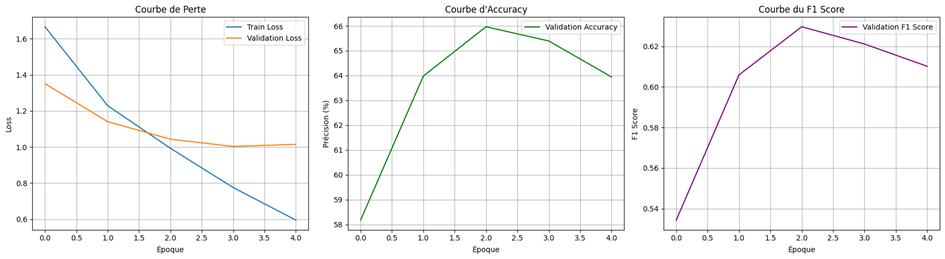 Courbe de Perte
Train Loss
Validation Loss
1.6
1.4
1.2
1.0
0.8
0.6
Loss
0.0 0.5 1.0 1.5 2.0 2.5 3.0 3.5 4.0
Époque
Courbe d'Accuracy
Validation Accuracy
66
65
64
63
62
61
60
59
58
Précision (%)
0.0 0.5 1.0 1.5 2.0 2.5 3.0 3.5 4.0
Époque
Courbe du F1 Score
Validation F1 Score
0.62
0.60
0.58
0.56
0.54
F1 Score
0.0 0.5 1.0 1.5 2.0 2.5 3.0 3.5 4.0
Époque